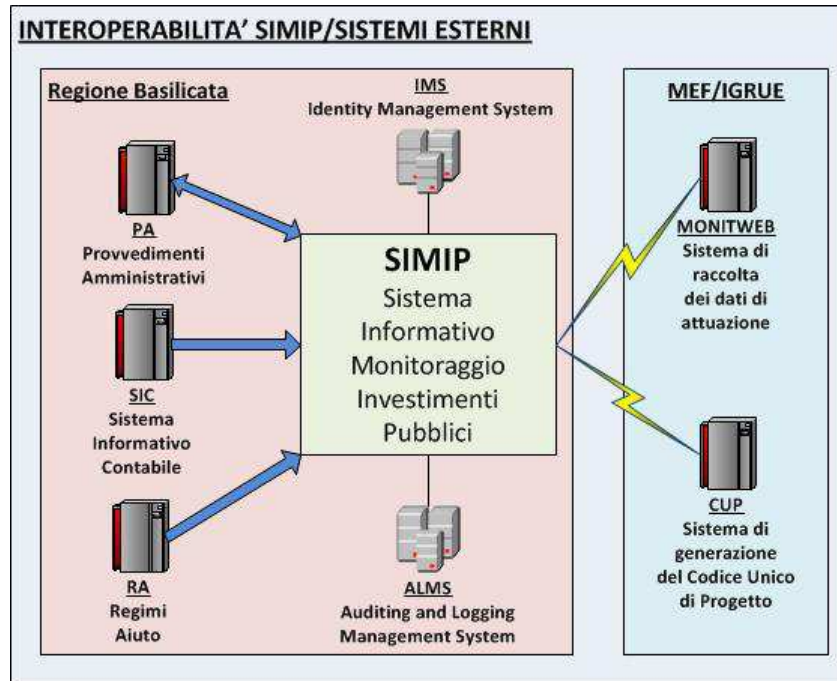 INTEROPERABILITA’ SIMIP/SISTEMI ESTERNI
Regione Basilicata
IMS
Identity Management System
PA
Provvedimenti
Amministrativi
SIC
Sistema
Informativo
Contabile
RA
Regimi
Aiuto
SIMIP
Sistema
Informativo
Monitoraggio
Investimenti
Pubblici
ALMS
Auditing and Logging
Management System
MEF/IGRUE
MONITWEB
Sistema di
raccolta
dei dati di
attuazione
CUP
Sistema di
generazione
del Codice Unico
di Progetto